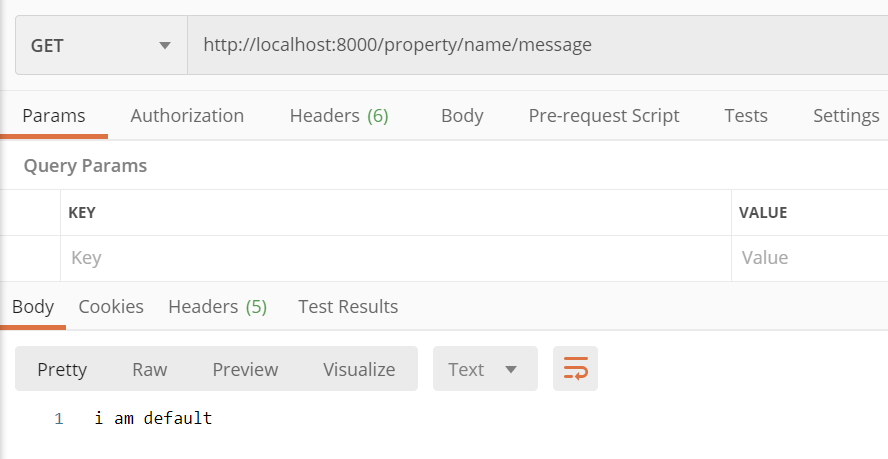 GET http://localhost:8000/property/name/message
Params Authorization Headers (6) Body Pre-request Script Tests Settings
Query Params
KEY VALUE
Key Value
Body Cookies Headers (5) Test Results
Pretty Raw Preview Visualize Text
1 i am default